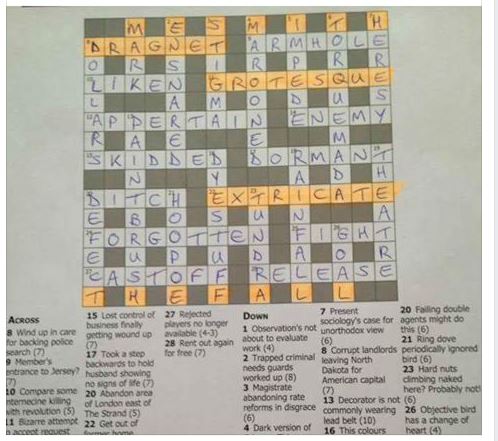 M E S M I T H
DRAGNET ARMHOLE
LIKEN GROTESQUE
APPERTAIN ENEMY
SKIDDED DORMANT
DITCH EXTRICATE
FORGOTTEN FIGHT
CASTOFF RELEASE
T H E F A L L
ACROSS
8 Wind up in care
for backing police
search (7)
9 Member's
entrance to Jersey?
(7)
10 Compare some
internecine killing
with revolution (5)
11 Bizarre attempt
15 Lost control of
business finally
getting wound up
(7)
17 Took a step
backwards to hold
husband showing
no signs of life (7)
20 Abandon area
of London east of
The Strand (5)
22 Get out of
27 Rejected
players no longer
available (4-3)
28 Rent out again
for free (7)
DOWN
1 Observation's not
about to evaluate
work (4)
2 Trapped criminal
needs guards
worked up (8)
3 Magistrate
abandoning rate
reforms in disgrace
(6)
4 Dark version of
7 Present
sociology's case for
unorthodox view
(6)
8 Corrupt landlords
leaving North
Dakota for
American capital
(7)
13 Decorator is not
commonly wearing
lead belt (10)
16 This colours
20 Failing double
agents might do
this (6)
21 Ring dove
periodically ignored
bird (6)
23 Hard nuts
climbing naked
here? Probably not!
(6)
26 Objective bird
has a change of
heart (4)